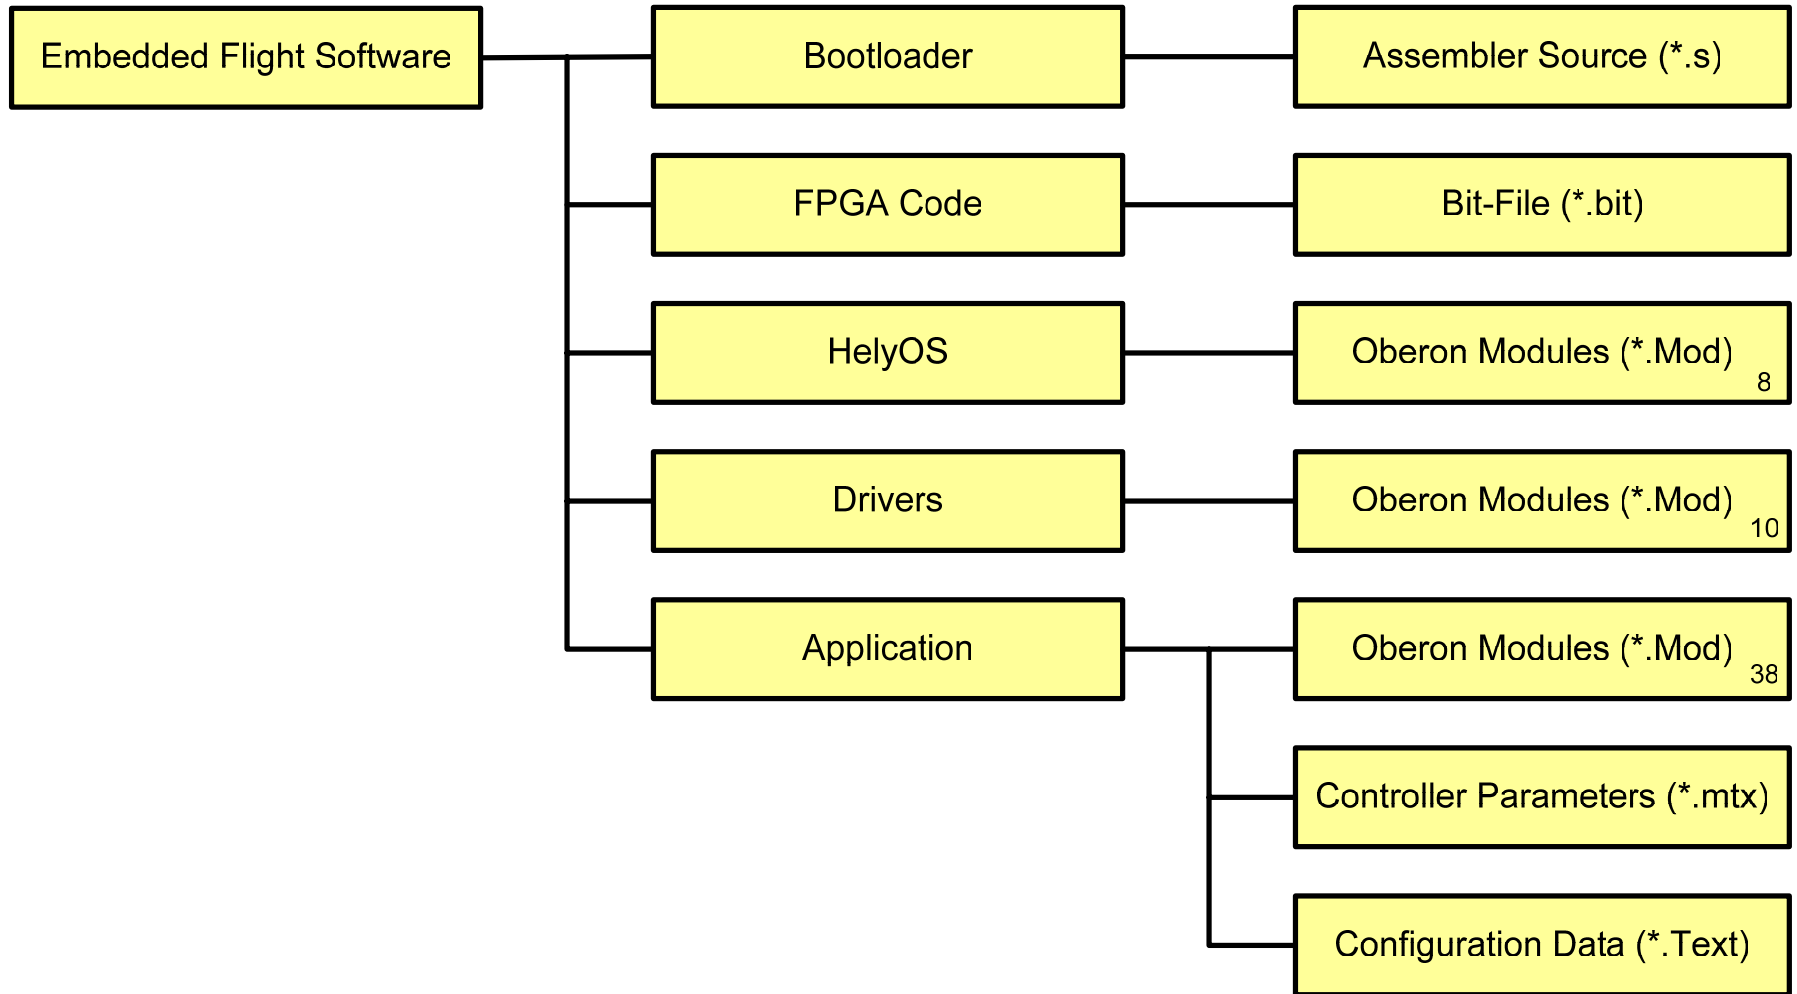 Embedded Flight Software
Bootloader
Assembler Source (*.s)
FPGA Code
Bit-File (*.bit)
HelyOS
Oberon Modules (*.Mod)
8
Drivers
Oberon Modules (*.Mod)
10
Application
Oberon Modules (*.Mod)
38
Controller Parameters (*.mtx)
Configuration Data (*.Text)